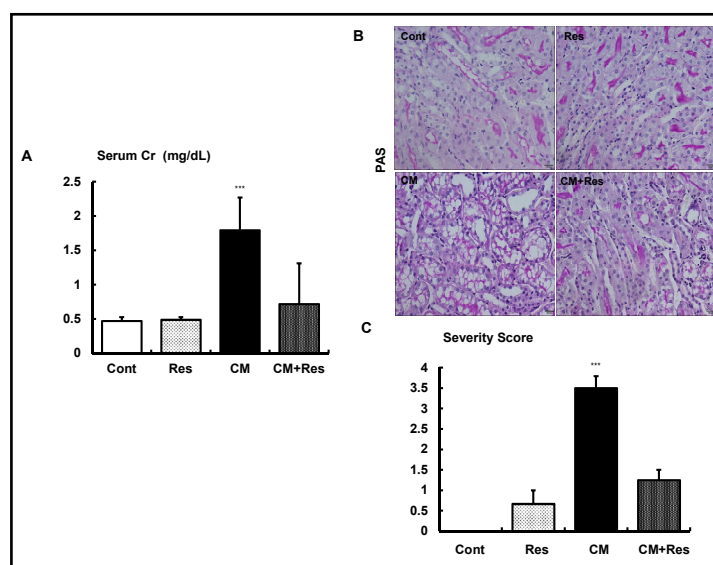 B
Cont
Res
PAS
CM
CM+Res
A
Serum Cr (mg/dL)
2.5
***
2
1.5
1
0.5
0
Cont
Res
CM
CM+Res
C
Severity Score
4
***
3.5
3
2.5
2
1.5
1
0.5
0
Cont
Res
CM
CM+Res